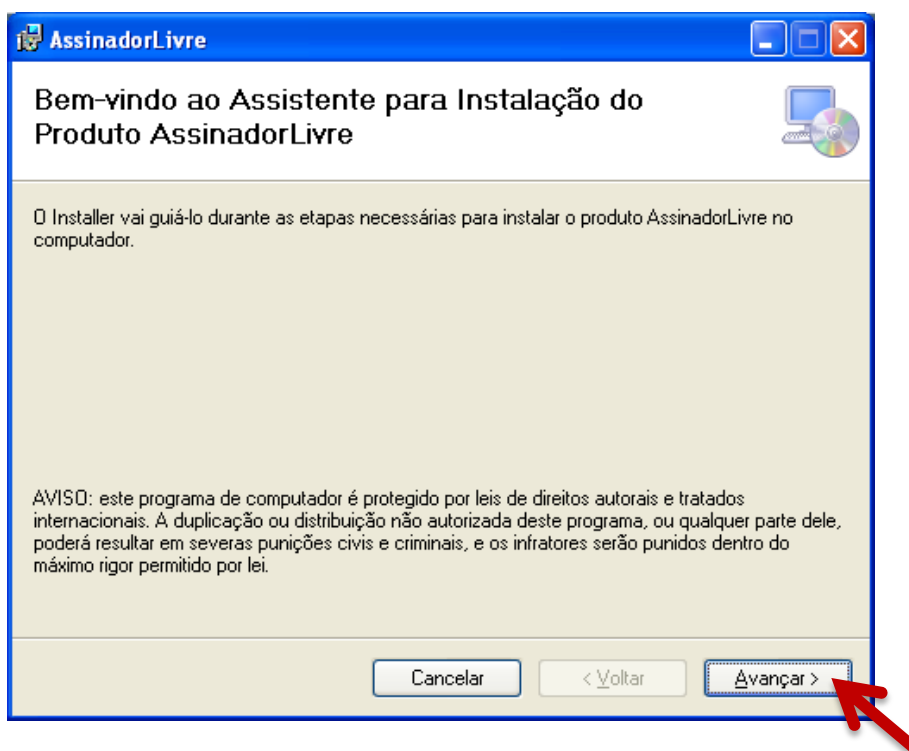 AssinadorLivre
Bem-vindo ao Assistente para Instalação do
Produto AssinadorLivre
O Installer vai guiá-lo durante as etapas necessárias para instalar o produto AssinadorLivre no
computador.
AVISO: este programa de computador é protegido por leis de direitos autorais e tratados
internacionais. A duplicação ou distribuição não autorizada deste programa, ou qualquer parte dele,
poderá resultar em severas punições civis e criminais, e os infratores serão punidos dentro do
máximo rigor permitido por lei.
Cancelar
< Voltar
Avançar >